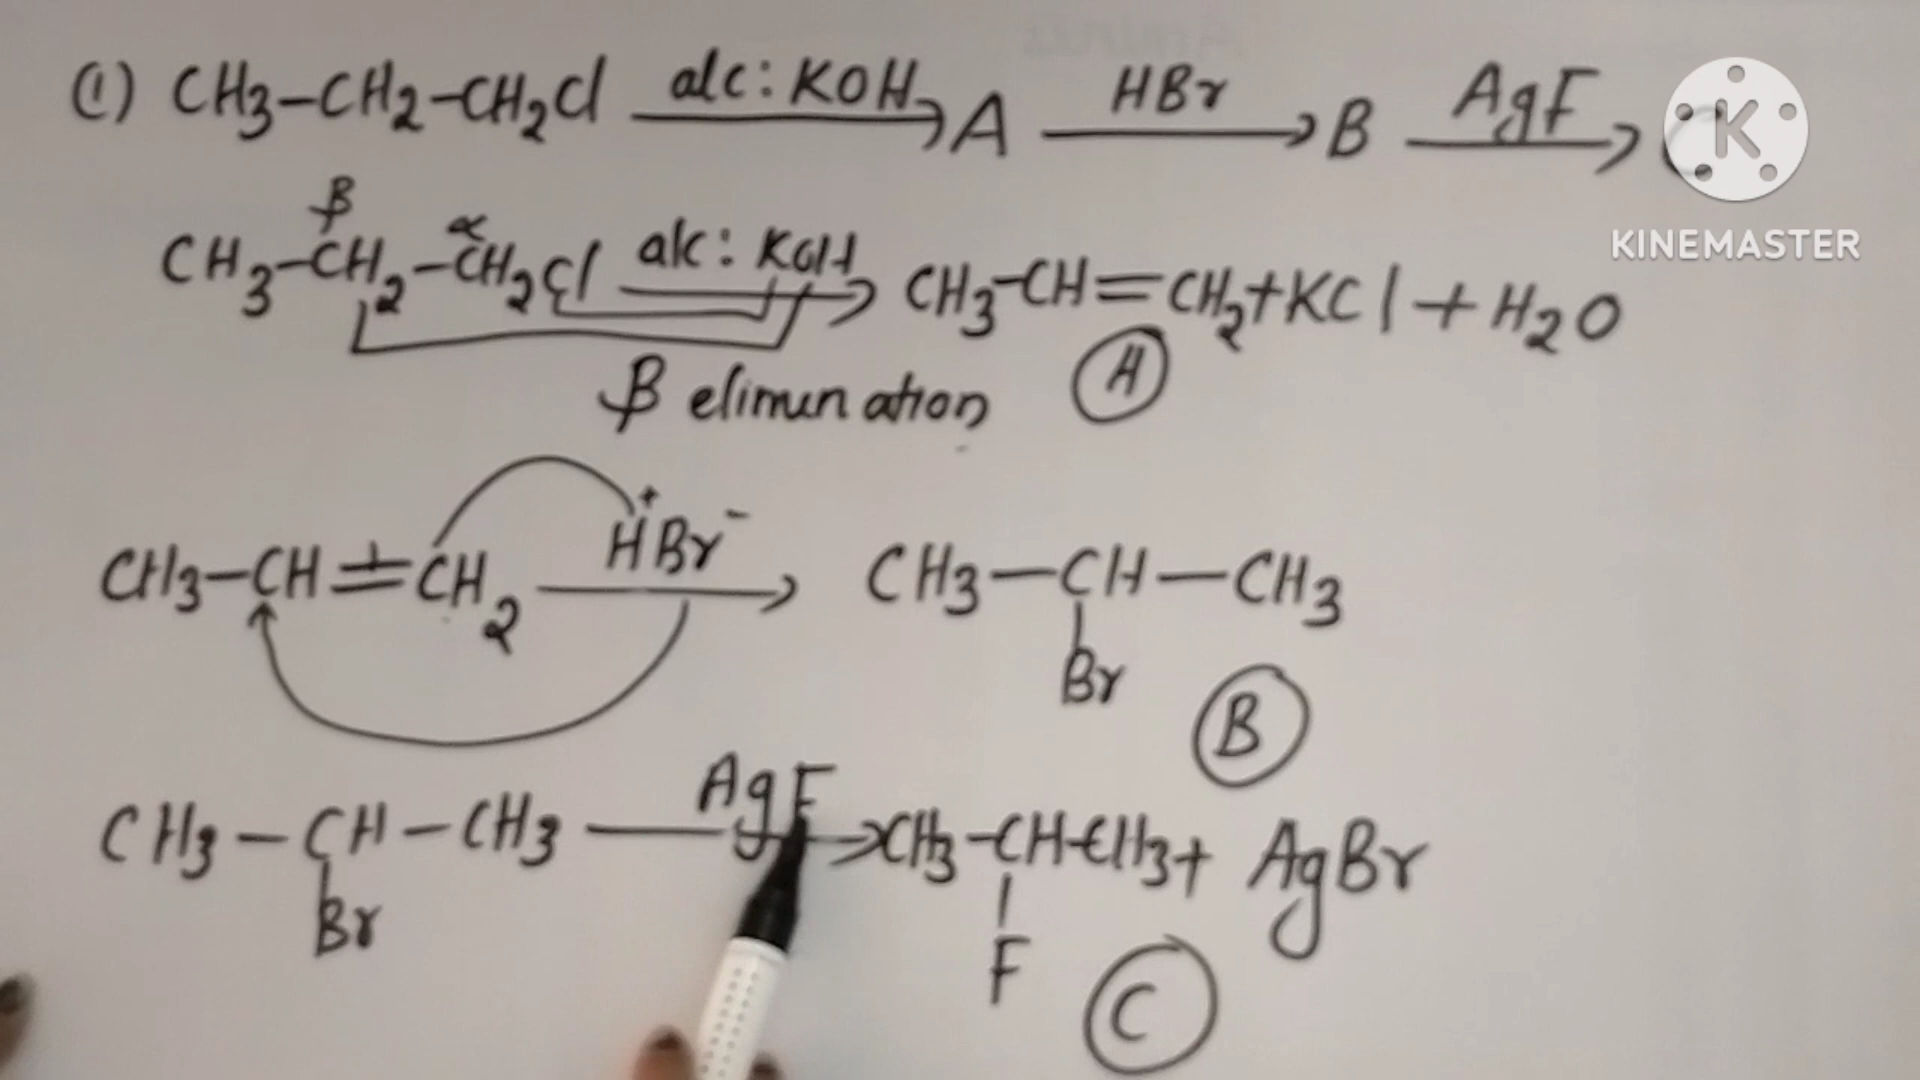 (1) CH3-CH2-CH2Cl alc: KOH → A HBr → B AgF → C
K
KINEMASTER
β α
CH3-CH2-CH2Cl alc: KOH → CH3-CH=CH2+KCl+H2O
β elimination A
CH3-CH=CH2 H+Br- → CH3-CH-CH3
Br
B
CH3-CH-CH3 AgF → CH3-CH-CH3+ AgBr
Br F
C